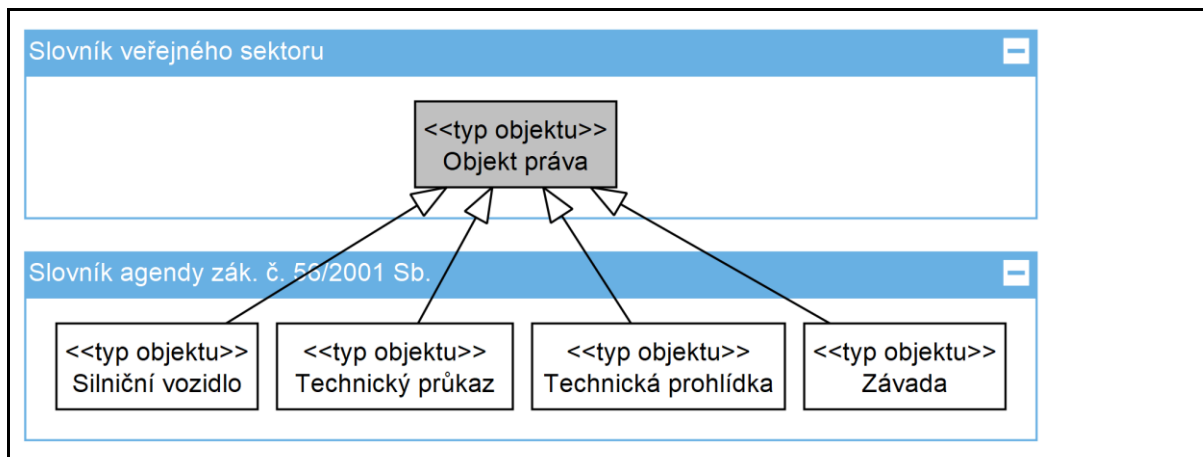 Slovník veřejného sektoru
<<typ objektu>>
Objekt práva
Slovník agendy zák. č. 56/2001 Sb.
<<typ objektu>>
Silniční vozidlo
<<typ objektu>>
Technický průkaz
<<typ objektu>>
Technická prohlídka
<<typ objektu>>
Závada